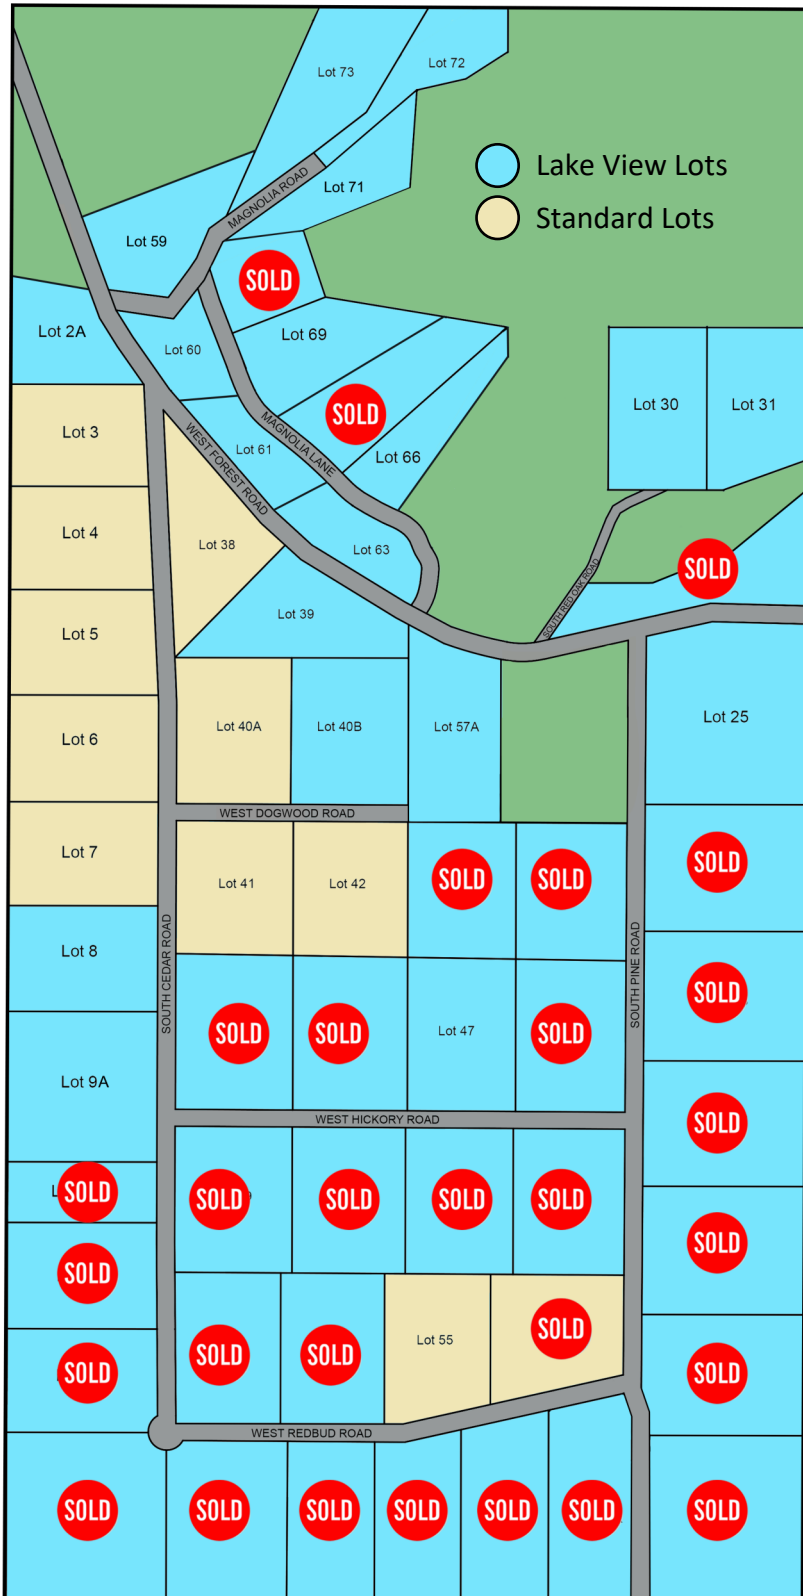 Lot 73
Lot 72
Lake View Lots
Lot 71
MAGNOLIA ROAD
Standard Lots
Lot 59
SOLD
Lot 2A
Lot 60
Lot 69
Lot 30
Lot 31
SOLD
Lot 3
MAGNOLIA LANE
Lot 61
Lot 66
WEST FOREST ROAD
Lot 4
Lot 38
Lot 63
SOLD
SOUTH RED OAK ROAD
Lot 39
Lot 5
Lot 6
Lot 40A
Lot 40B
Lot 57A
Lot 25
WEST DOGWOOD ROAD
Lot 7
Lot 41
Lot 42
SOLD
SOLD
SOLD
Lot 8
SOUTH CEDAR ROAD
SOUTH PINE ROAD
SOLD
SOLD
SOLD
Lot 47
SOLD
SOLD
Lot 9A
WEST HICKORY ROAD
SOLD
SOLD
SOLD
SOLD
SOLD
SOLD
SOLD
SOLD
SOLD
SOLD
Lot 55
SOLD
SOLD
SOLD
WEST REDBUD ROAD
SOLD
SOLD
SOLD
SOLD
SOLD
SOLD
SOLD